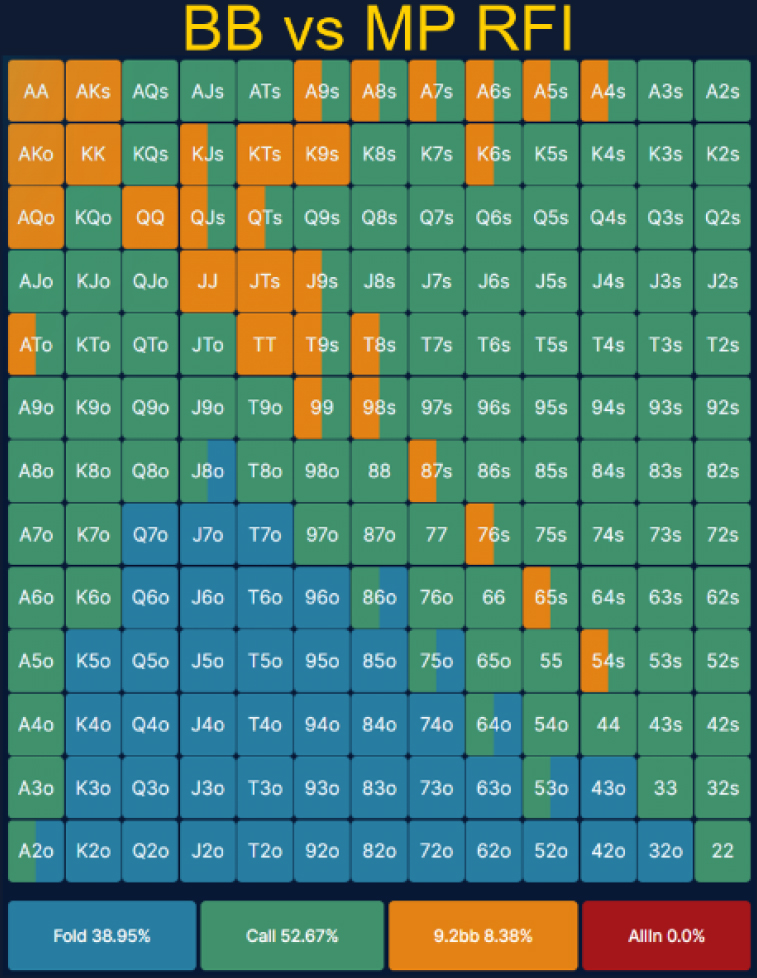 BB vs MP RFI
AA AKs AQs AJs ATs A9s A8s A7s A6s A5s A4s A3s A2s
AKo KK KQs KJs KTs K9s K8s K7s K6s K5s K4s K3s K2s
AQo KQo QQ QJs QTs Q9s Q8s Q7s Q6s Q5s Q4s Q3s Q2s
AJo KJo QJo JJ JTs J9s J8s J7s J6s J5s J4s J3s J2s
ATo KTo QTo JTo TT T9s T8s T7s T6s T5s T4s T3s T2s
A9o K9o Q9o J9o T9o 99 98s 97s 96s 95s 94s 93s 92s
A8o K8o Q8o J8o T8o 98o 88 87s 86s 85s 84s 83s 82s
A7o K7o Q7o J7o T7o 97o 87o 77 76s 75s 74s 73s 72s
A6o K6o Q6o J6o T6o 96o 86o 76o 66 65s 64s 63s 62s
A5o K5o Q5o J5o T5o 95o 85o 75o 65o 55 54s 53s 52s
A4o K4o Q4o J4o T4o 94o 84o 74o 64o 54o 44 43s 42s
A3o K3o Q3o J3o T3o 93o 83o 73o 63o 53o 43o 33 32s
A2o K2o Q2o J2o T2o 92o 82o 72o 62o 52o 42o 32o 22
Fold 38.95% Call 52.67% 9.2bb 8.38% AllIn 0.0%